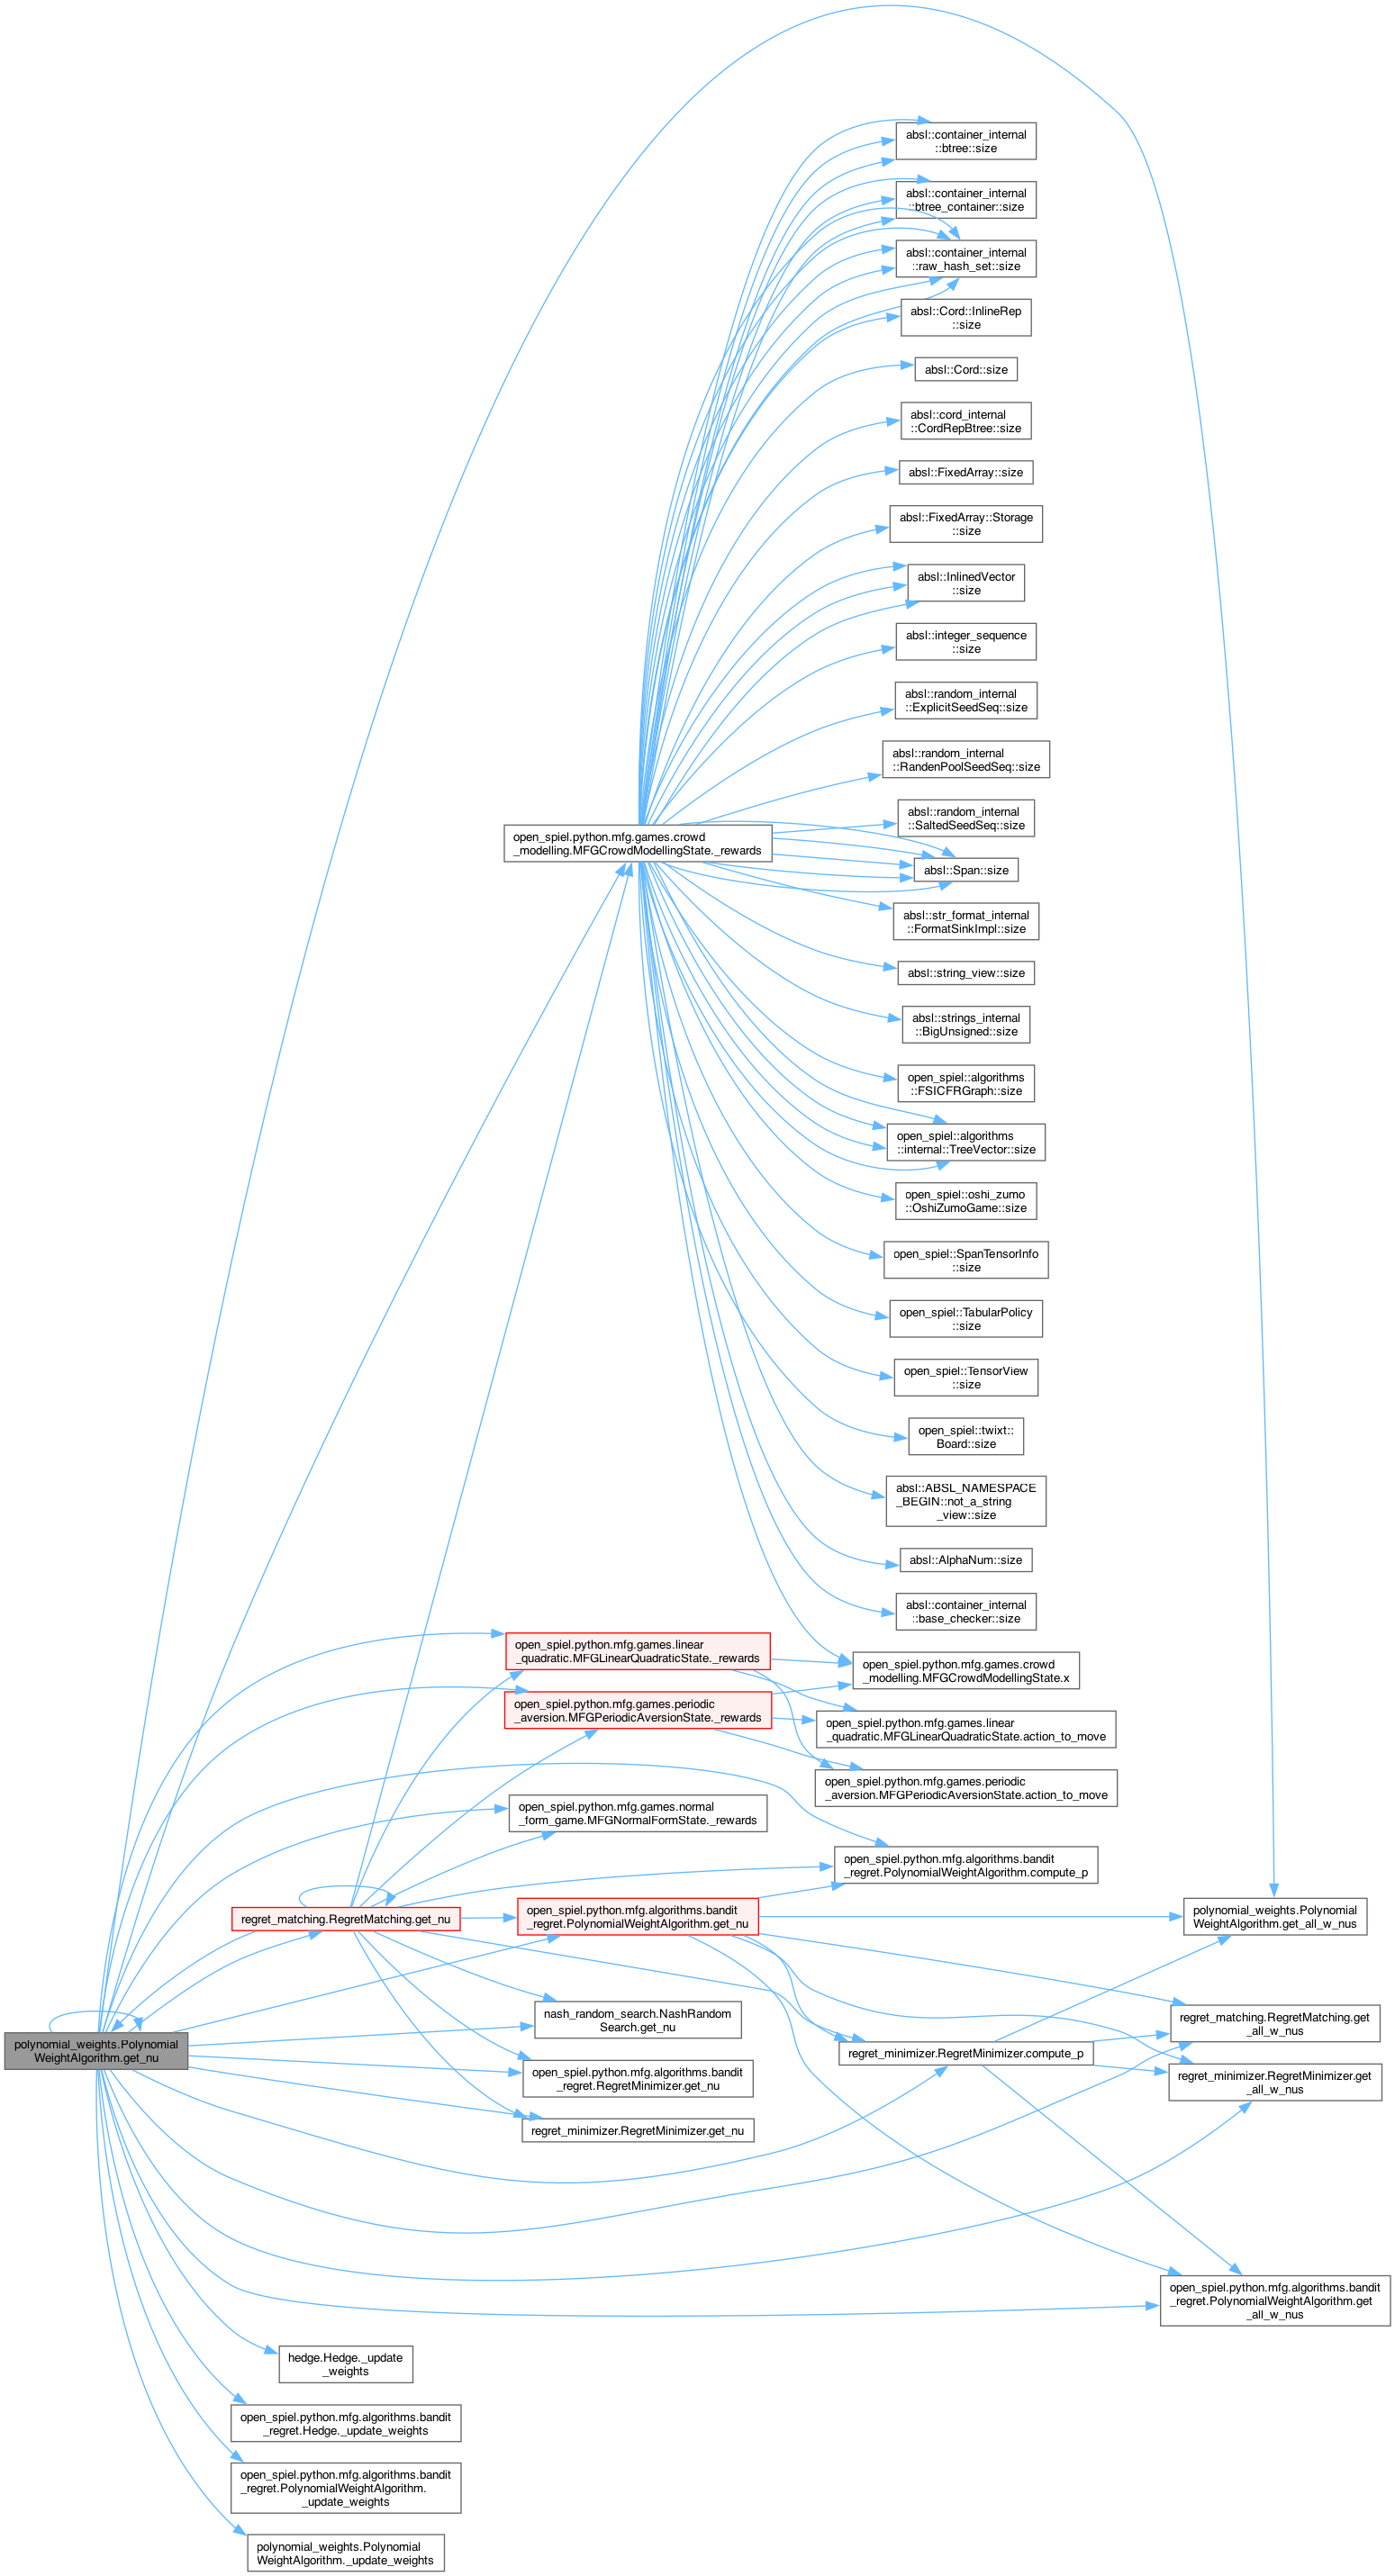 absl::container_internal
::btree::size
absl::container_internal
::btree_container::size
absl::container_internal
::raw_hash_set::size
absl::Cord::InlineRep
::size
absl::Cord::size
absl::cord_internal
::CordRepBtree::size
absl::FixedArray::size
absl::FixedArray::Storage
::size
absl::InlinedVector
::size
absl::integer_sequence
::size
absl::random_internal
::ExplicitSeedSeq::size
absl::random_internal
::RandenPoolSeedSeq::size
absl::random_internal
::SaltedSeedSeq::size
open_spiel.python.mfg.games.crowd
_modelling.MFGCrowdModellingState._rewards
absl::Span::size
absl::str_format_internal
::FormatSinkImpl::size
absl::string_view::size
absl::strings_internal
::BigUnsigned::size
open_spiel::algorithms
::FSICFRGraph::size
open_spiel::algorithms
::internal::TreeVector::size
open_spiel::oshi_zumo
::OshiZumoGame::size
open_spiel::SpanTensorInfo
::size
open_spiel::TabularPolicy
::size
open_spiel::TensorView
::size
open_spiel::twixt::
Board::size
absl::ABSL_NAMESPACE
_BEGIN::not_a_string
_view::size
absl::AlphaNum::size
absl::container_internal
::base_checker::size
open_spiel.python.mfg.games.linear
_quadratic.MFGLinearQuadraticState._rewards
open_spiel.python.mfg.games.crowd
_modelling.MFGCrowdModellingState.x
open_spiel.python.mfg.games.periodic
_aversion.MFGPeriodicAversionState._rewards
open_spiel.python.mfg.games.linear
_quadratic.MFGLinearQuadraticState.action_to_move
open_spiel.python.mfg.games.periodic
_aversion.MFGPeriodicAversionState.action_to_move
open_spiel.python.mfg.games.normal
_form_game.MFGNormalFormState._rewards
open_spiel.python.mfg.algorithms.bandit
_regret.PolynomialWeightAlgorithm.compute_p
regret_matching.RegretMatching.get_nu
open_spiel.python.mfg.algorithms.bandit
_regret.PolynomialWeightAlgorithm.get_nu
polynomial_weights.Polynomial
WeightAlgorithm.get_all_w_nus
nash_random_search.NashRandom
Search.get_nu
regret_matching.RegretMatching.get
_all_w_nus
polynomial_weights.Polynomial
WeightAlgorithm.get_nu
regret_minimizer.RegretMinimizer.compute_p
open_spiel.python.mfg.algorithms.bandit
_regret.RegretMinimizer.get_nu
regret_minimizer.RegretMinimizer.get
_all_w_nus
regret_minimizer.RegretMinimizer.get_nu
open_spiel.python.mfg.algorithms.bandit
_regret.PolynomialWeightAlgorithm.get
_all_w_nus
hedge.Hedge._update
_weights
open_spiel.python.mfg.algorithms.bandit
_regret.Hedge._update_weights
open_spiel.python.mfg.algorithms.bandit
_regret.PolynomialWeightAlgorithm.
_update_weights
polynomial_weights.Polynomial
WeightAlgorithm._update_weights